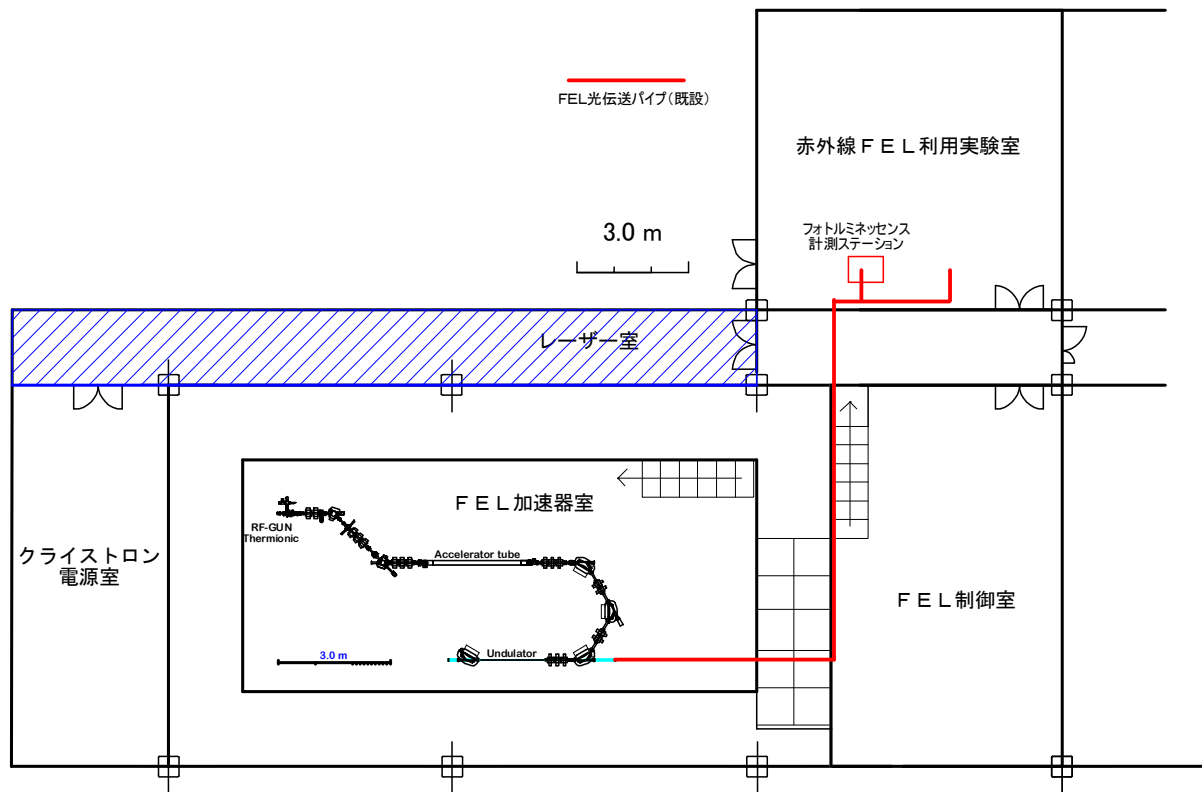 FEL光伝送パイプ(既設)
赤外線FEL利用実験室
3.0 m
フォトルミネッセンス
計測ステーション
レーザー室
FEL加速器室
RF-GUN
Thermionic
Accelerator tube
クライストロン
電源室
FEL制御室
Undulator
3.0 m